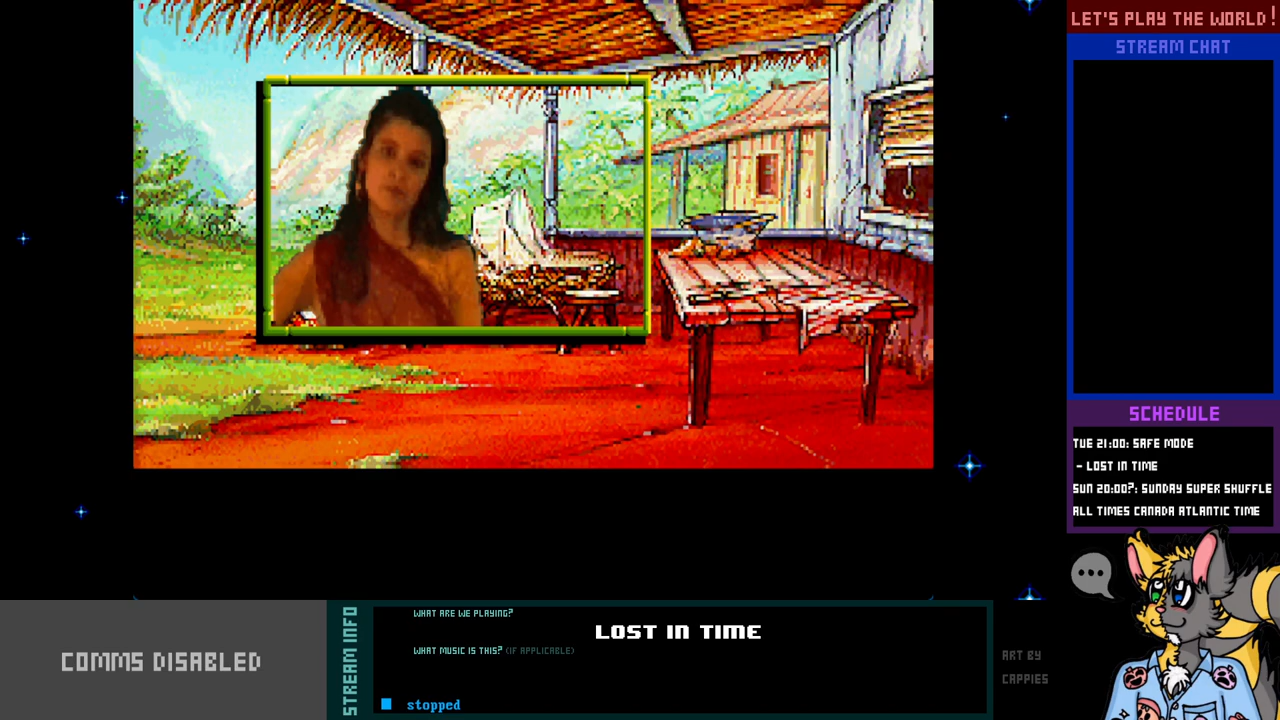 LET'S PLAY THE WORLD!
STREAM CHAT
SCHEDULE
TUE 21:00: SAFE MODE
- LOST IN TIME
SUN 20:00?: SUNDAY SUPER SHUFFLE
ALL TIMES CANADA ATLANTIC TIME
COMMS DISABLED
STREAM INFO
WHAT ARE WE PLAYING?
LOST IN TIME
WHAT MUSIC IS THIS? (IF APPLICABLE)
stopped
ART BY
CAPPIES